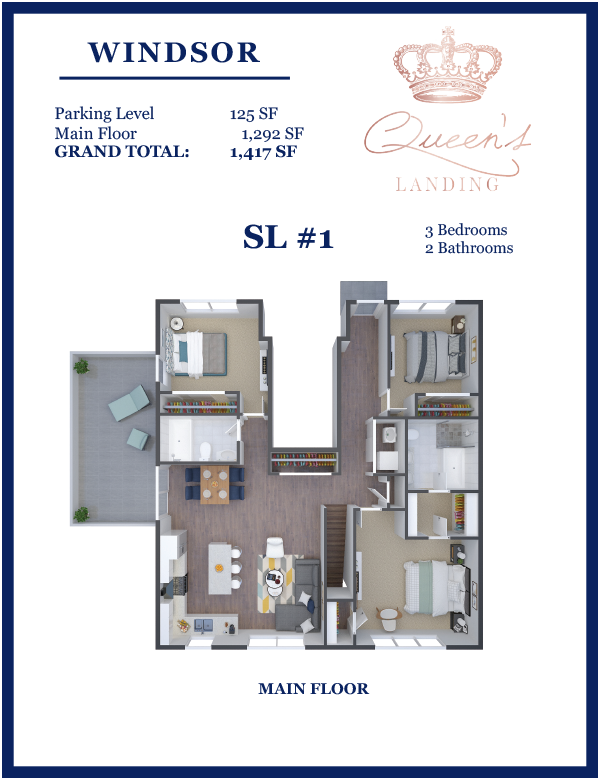 WINDSOR
Parking Level 125 SF
Main Floor 1,292 SF
GRAND TOTAL: 1,417 SF
Queen's
LANDING
SL #1
3 Bedrooms
2 Bathrooms
MAIN FLOOR